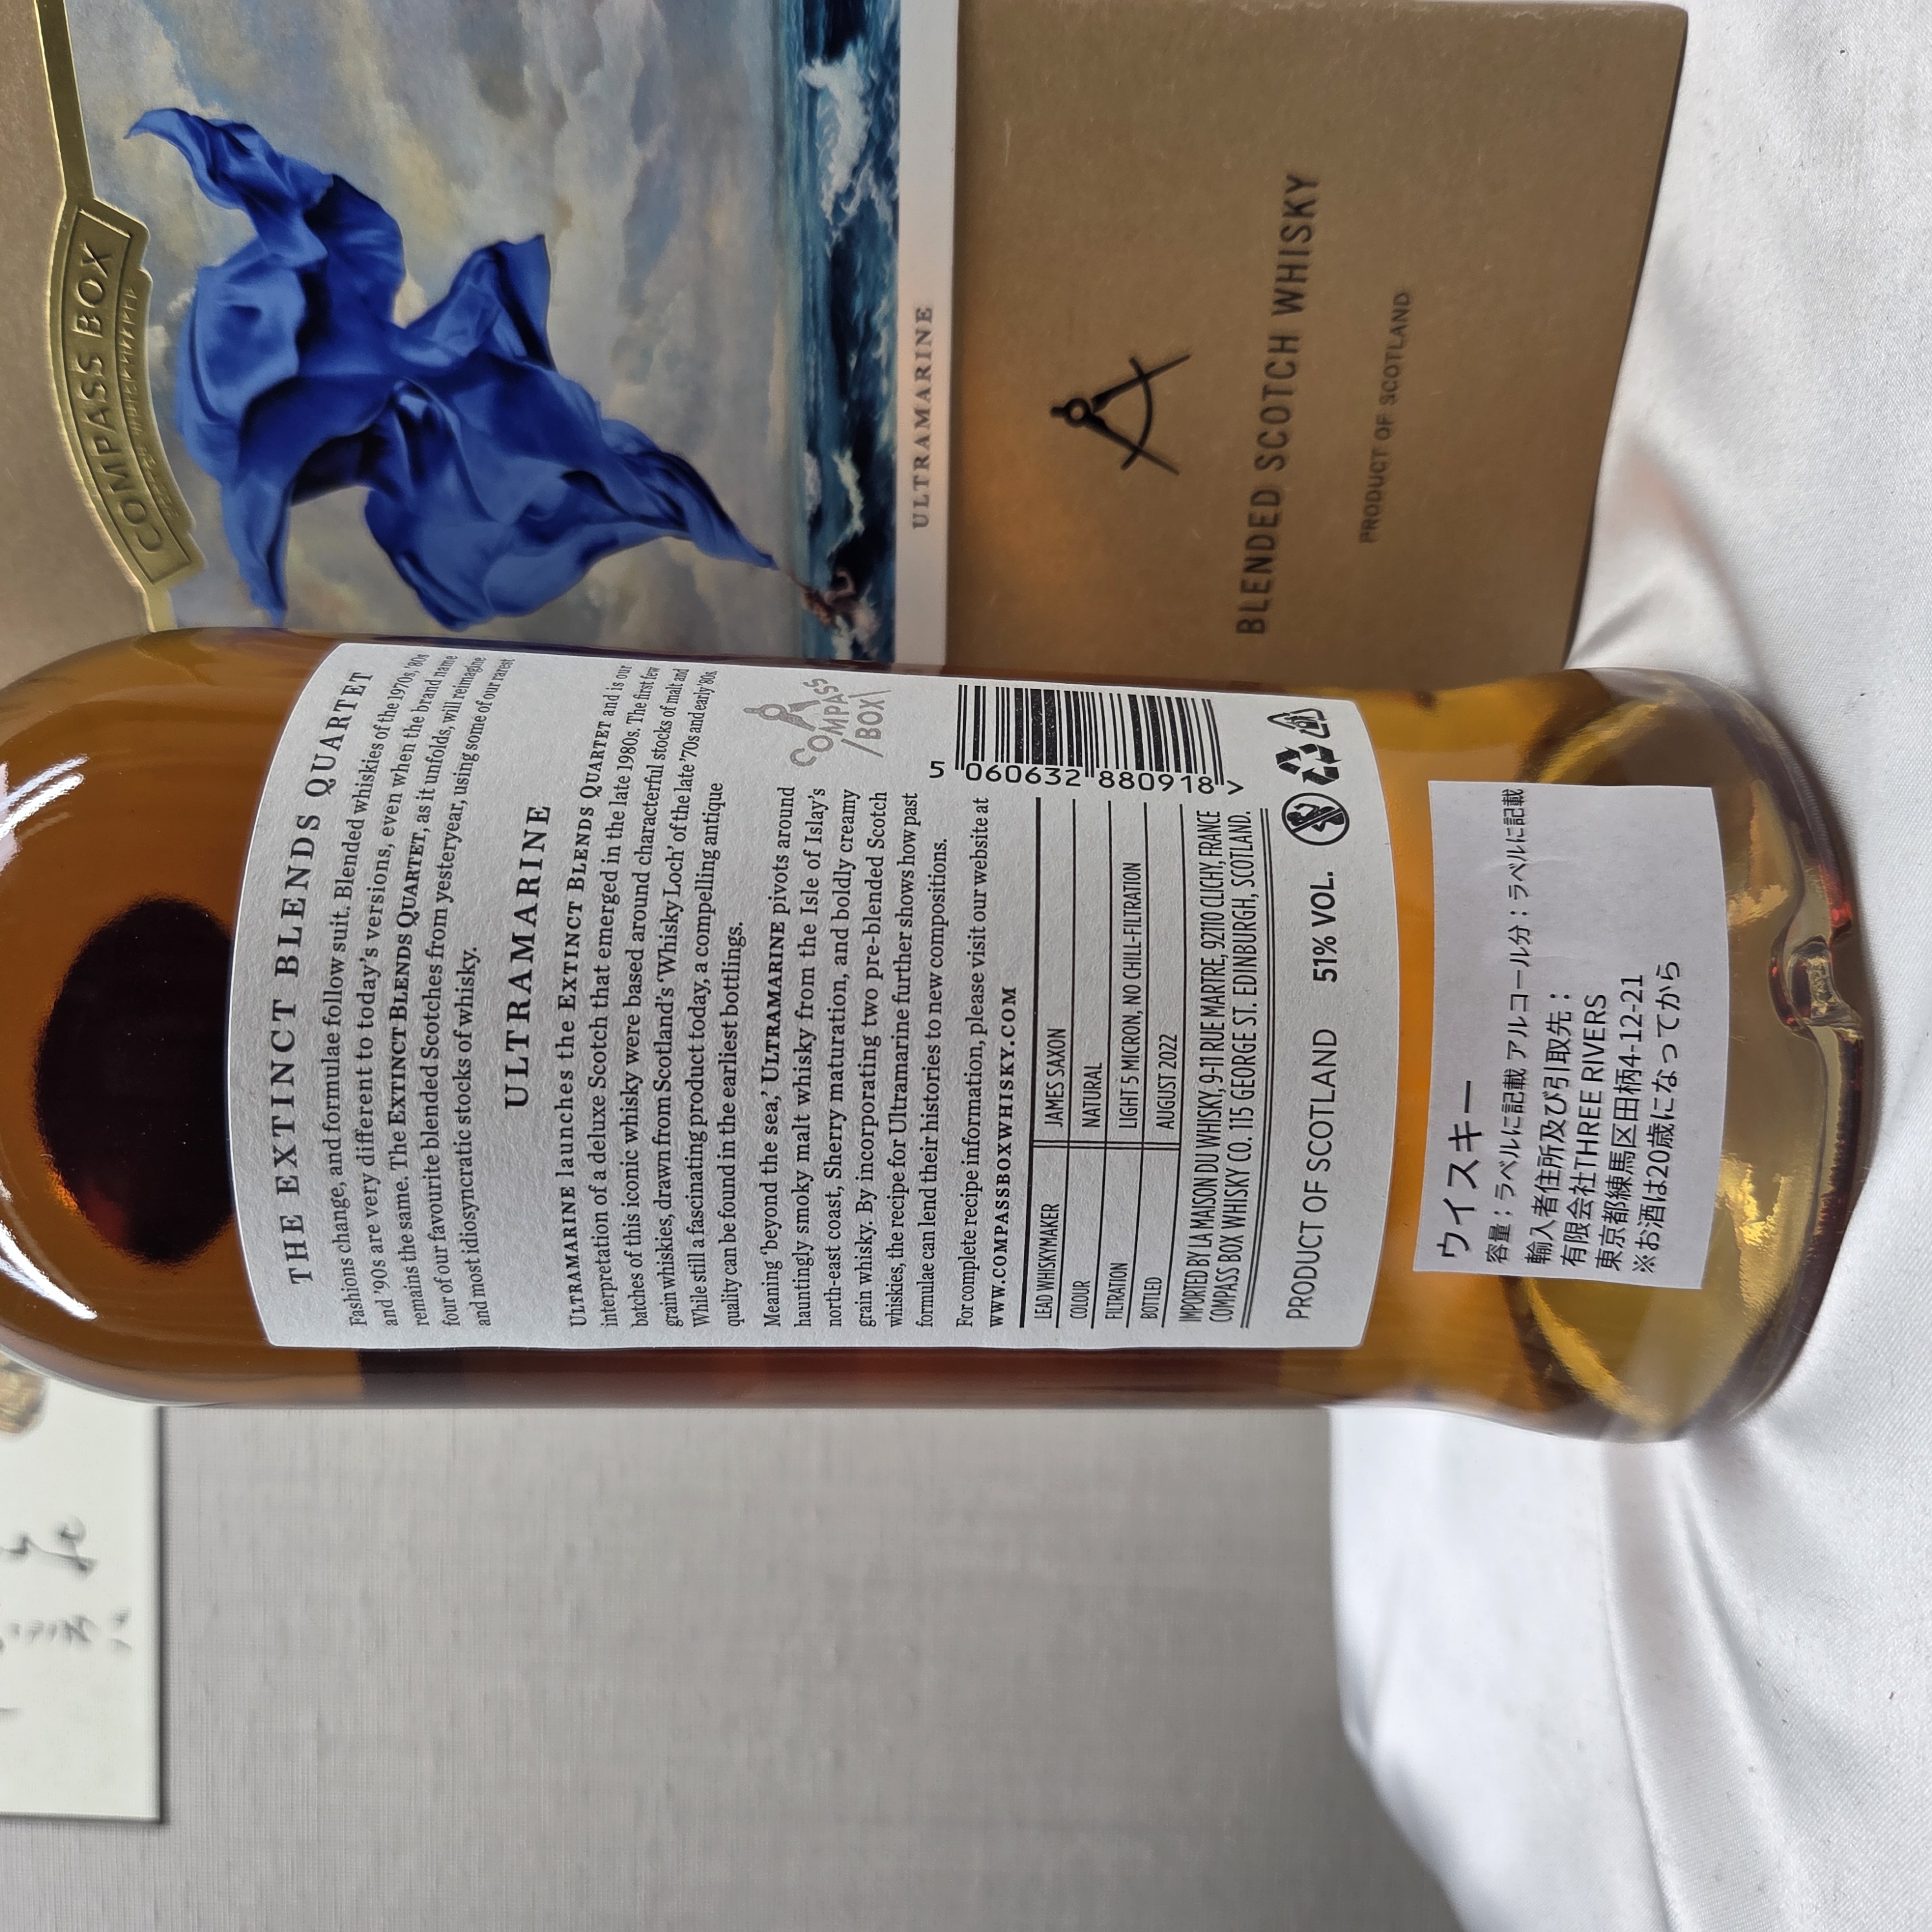 COMPASS BOX
ULTRAMARINE
BLENDED SCOTCH WHISKY
PRODUCT OF SCOTLAND
THE EXTINCT BLENDS QUARTET
Fashions change, and formulae follow suit. Blended whiskies of the 1970s, '80s
and '90s are very different to today's versions, even when the brand name
remains the same. The EXTINCT BLENDS QUARTET, as it unfolds, will reimagine
four of our favourite blended Scotches from yesteryear, using some of our rarest
and most idiosyncratic stocks of whisky.
ULTRAMARINE
ULTRAMARINE launches the EXTINCT BLENDS QUARTET and is our
interpretation of a deluxe Scotch that emerged in the late 1980s. The first few
batches of this iconic whisky were based around characterful stocks of malt and
grain whiskies, drawn from Scotland's 'Whisky Loch' of the late '70s and early '80s.
While still a fascinating product today, a compelling antique
quality can be found in the earliest bottlings.
Meaning 'beyond the sea,' ULTRAMARINE pivots around
hauntingly smoky malt whisky from the Isle of Islay's
north-east coast, Sherry maturation, and boldly creamy
grain whisky. By incorporating two pre-blended Scotch
whiskies, the recipe for Ultramarine further shows how past
formulae can lend their histories to new compositions.
For complete recipe information, please visit our website at
WWW.COMPASSBOXWHISKY.COM
COMPASS
BOX
5 060632 880918 >
LEAD WHISKYMAKER JAMES SAXON
COLOUR NATURAL
FILTRATION LIGHT 5 MICRON, NO CHILL-FILTRATION
BOTTLED AUGUST 2022
IMPORTED BY LA MAISON DU WHISKY, 9-11 RUE MARTRE, 92110 CLICHY, FRANCE
COMPASS BOX WHISKY CO. 115 GEORGE ST. EDINBURGH, SCOTLAND.
PRODUCT OF SCOTLAND 51% VOL.
ウイスキー
容量：ラベルに記載 アルコール分：ラベルに記載
輸入者住所及び引取先：
有限会社THREE RIVERS
東京都練馬区田柄4-12-21
※お酒は20歳になってから